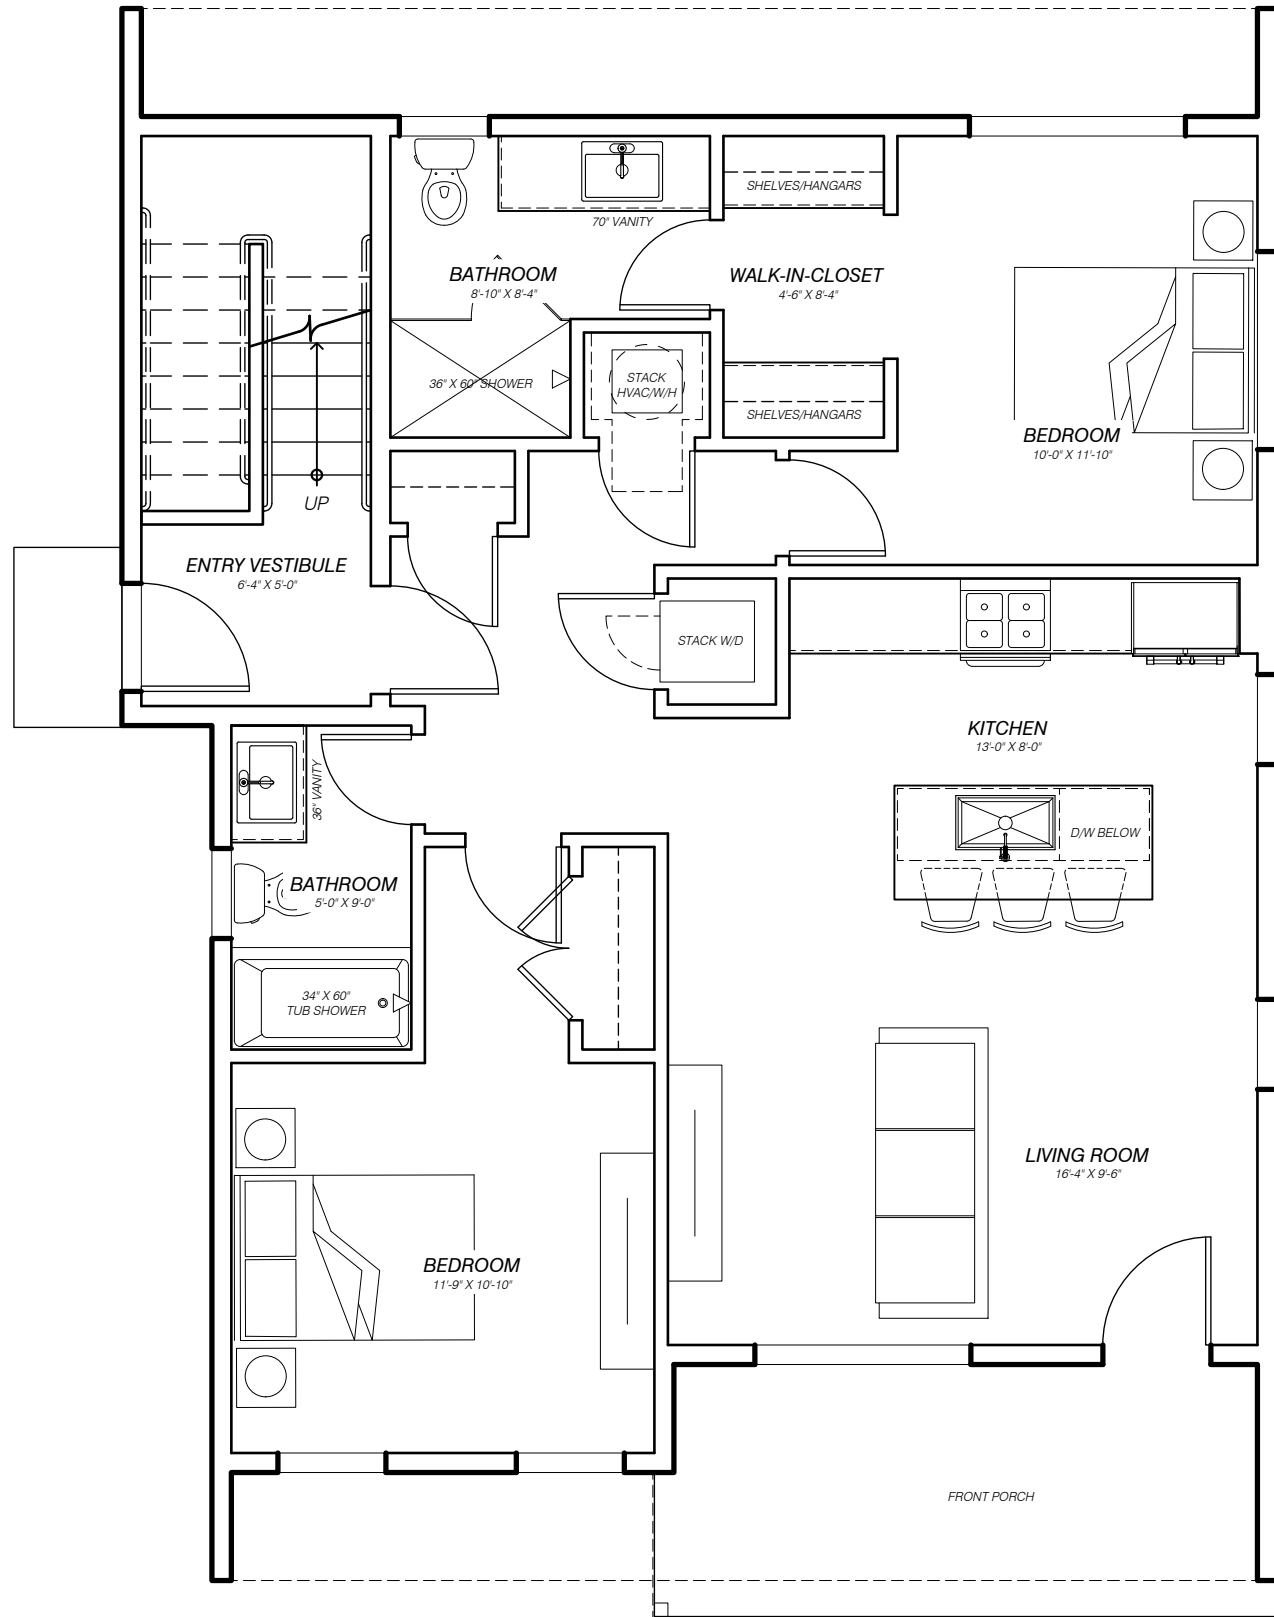 SHELVES/HANGARS
70" VANITY
BATHROOM
8'-10" X 8'-4"
WALK-IN-CLOSET
4'-6" X 8'-4"
36" X 60" SHOWER
STACK
HVAC/W/H
SHELVES/HANGARS
BEDROOM
10'-0" X 11'-10"
UP
ENTRY VESTIBULE
6'-4" X 5'-0"
STACK W/D
KITCHEN
13'-0" X 8'-0"
36" VANITY
D/W BELOW
BATHROOM
5'-0" X 9'-0"
34" X 60"
TUB SHOWER
LIVING ROOM
16'-4" X 9'-6"
BEDROOM
11'-9" X 10'-10"
FRONT PORCH